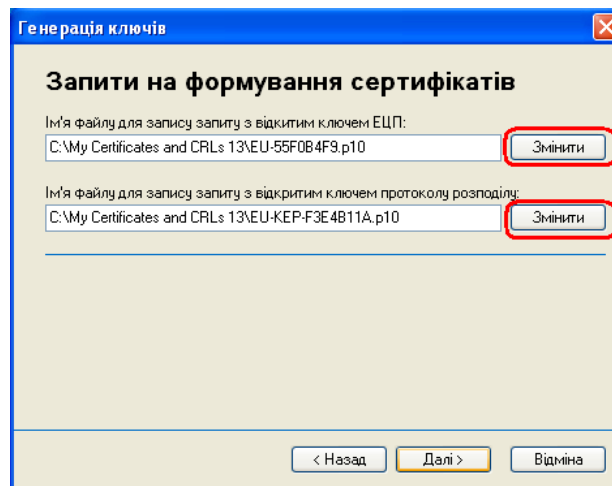 Генерація ключів
Запити на формування сертифікатів
Ім'я файлу для запису запиту з відкитим ключем ЕЦП:
C:\My Certificates and CRLs 13\EU-55F0B4F9.p10
Змінити
Ім'я файлу для запису запиту з відкритим ключем протоколу розподілу:
C:\My Certificates and CRLs 13\EU-KEP-F3E4B11A.p10
Змінити
< Назад
Далі >
Відміна